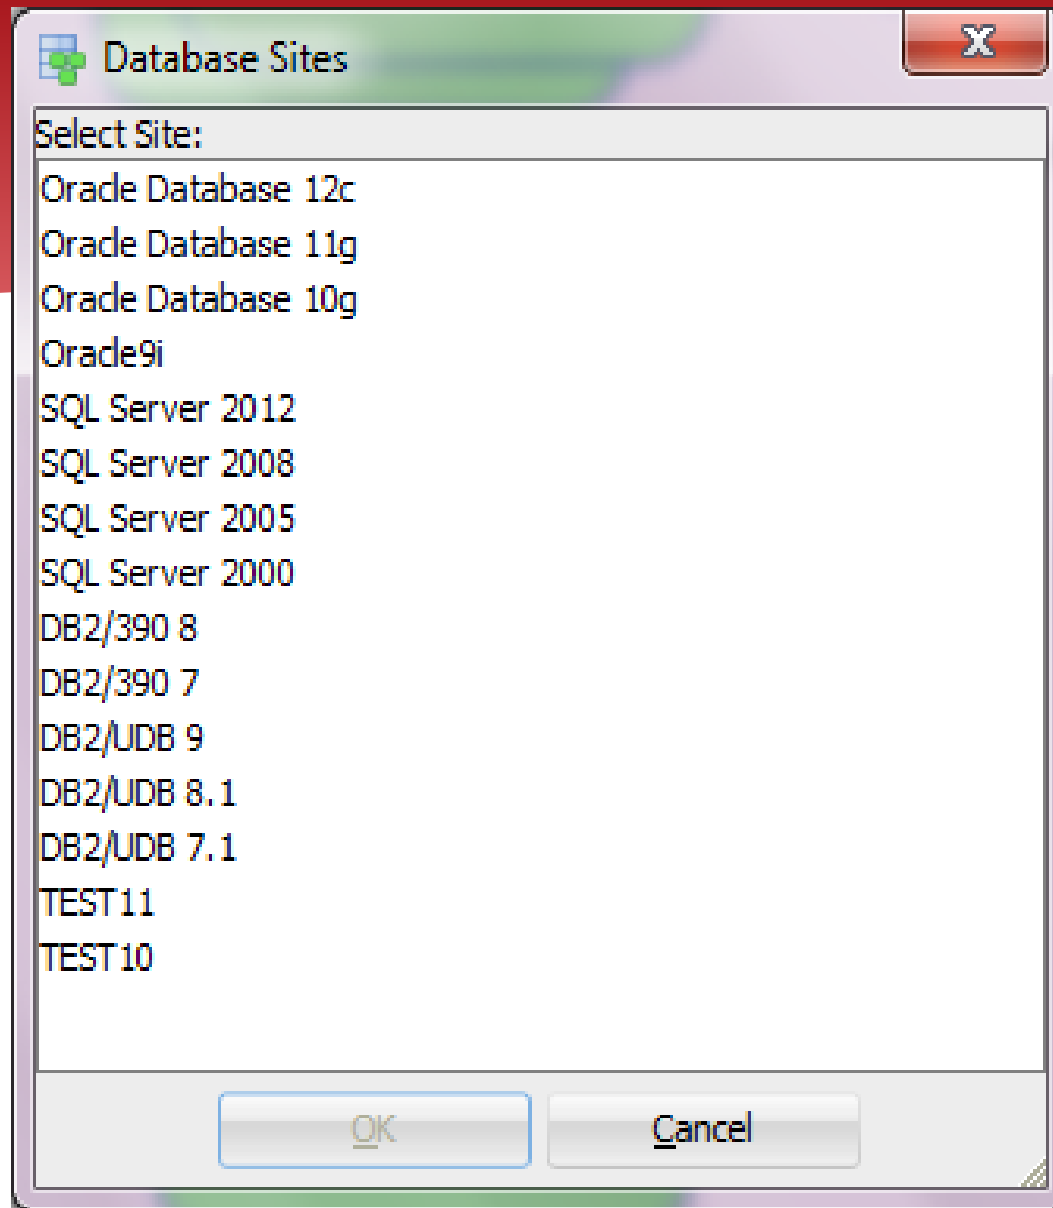 Database Sites
Select Site:
Oracle Database 12c
Oracle Database 11g
Oracle Database 10g
Oracle9i
SQL Server 2012
SQL Server 2008
SQL Server 2005
SQL Server 2000
DB2/390 8
DB2/390 7
DB2/UDB 9
DB2/UDB 8.1
DB2/UDB 7.1
TEST11
TEST10
OK Cancel